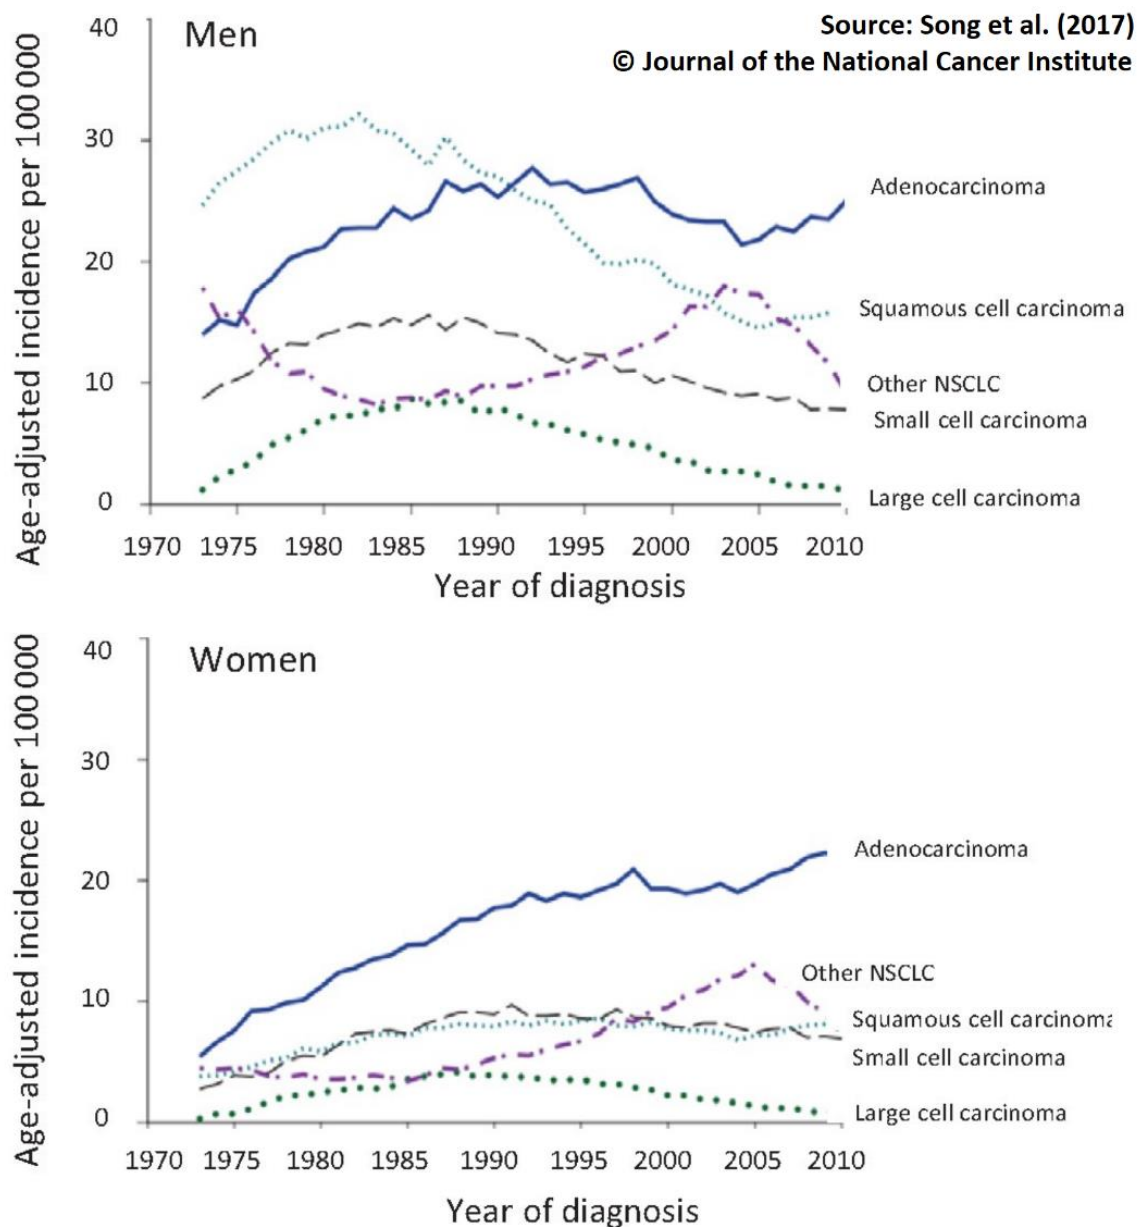 Source: Song et al. (2017)
© Journal of the National Cancer Institute
Men
Age-adjusted incidence per 100 000
40
30
20
10
0
Adenocarcinoma
Squamous cell carcinoma
Other NSCLC
Small cell carcinoma
Large cell carcinoma
1970 1975 1980 1985 1990 1995 2000 2005 2010
Year of diagnosis
Women
Age-adjusted incidence per 100 000
40
30
20
10
0
Adenocarcinoma
Other NSCLC
Squamous cell carcinoma
Small cell carcinoma
Large cell carcinoma
1970 1975 1980 1985 1990 1995 2000 2005 2010
Year of diagnosis